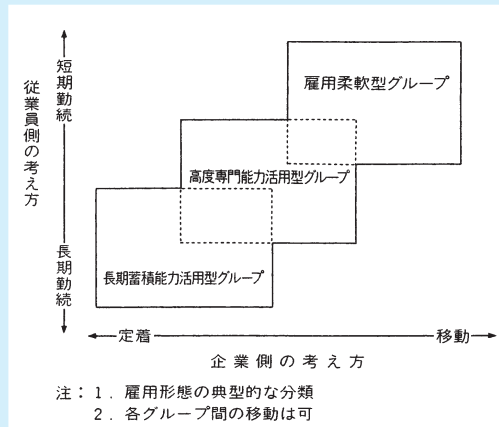 従業員側の考え方
短期勤続
長期勤続
雇用柔軟型グループ
高度専門能力活用型グループ
長期蓄積能力活用型グループ
定着
移動
企業側の考え方
注：1．雇用形態の典型的な分類
2．各グループ間の移動は可